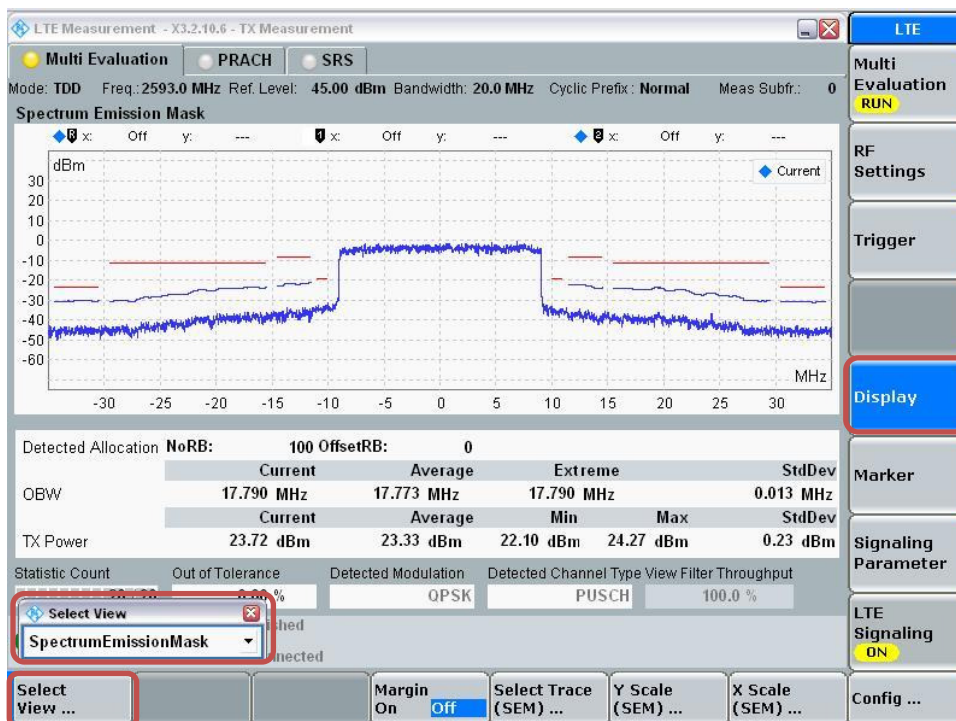 LTE Measurement - X3.2.10.6 - TX Measurement
LTE
Multi Evaluation PRACH SRS
Mode: TDD Freq.: 2593.0 MHz Ref. Level: 45.00 dBm Bandwidth: 20.0 MHz Cyclic Prefix: Normal Meas Subfr.: 0
Spectrum Emission Mask
R x: Off y: --- 1 x: Off y: --- 2 x: Off y: ---
dBm
Current
30
20
10
0
-10
-20
-30
-40
-50
-60
MHz
-30 -25 -20 -15 -10 -5 0 5 10 15 20 25 30
Detected Allocation NoRB: 100 OffsetRB: 0
Current Average Extreme StdDev
OBW 17.790 MHz 17.773 MHz 17.790 MHz 0.013 MHz
Current Average Min Max StdDev
TX Power 23.72 dBm 23.33 dBm 22.10 dBm 24.27 dBm 0.23 dBm
Statistic Count Out of Tolerance Detected Modulation Detected Channel Type View Filter Throughput
% QPSK PUSCH 100.0 %
Select View
SpectrumEmissionMask
Select
View ...
Margin
On Off
Select Trace
(SEM) ...
Y Scale
(SEM) ...
X Scale
(SEM) ...
Multi
Evaluation
RUN
RF
Settings
Trigger
Display
Marker
Signaling
Parameter
LTE
Signaling
ON
Config ...